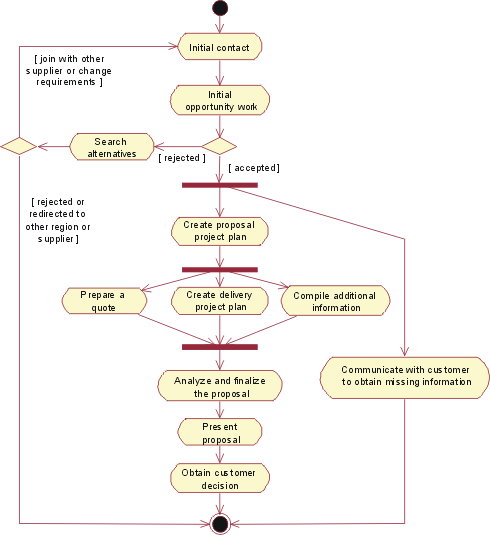 Initial contact
[ join with other
supplier or change
requirements ]
Initial
opportunity work
Search
alternatives
[ rejected ]
[ accepted]
[ rejected or
redirected to
other region or
supplier ]
Create proposal
project plan
Prepare a
quote
Create delivery
project plan
Compile additional
information
Analyze and finalize
the proposal
Communicate with customer
to obtain missing information
Present
proposal
Obtain customer
decision